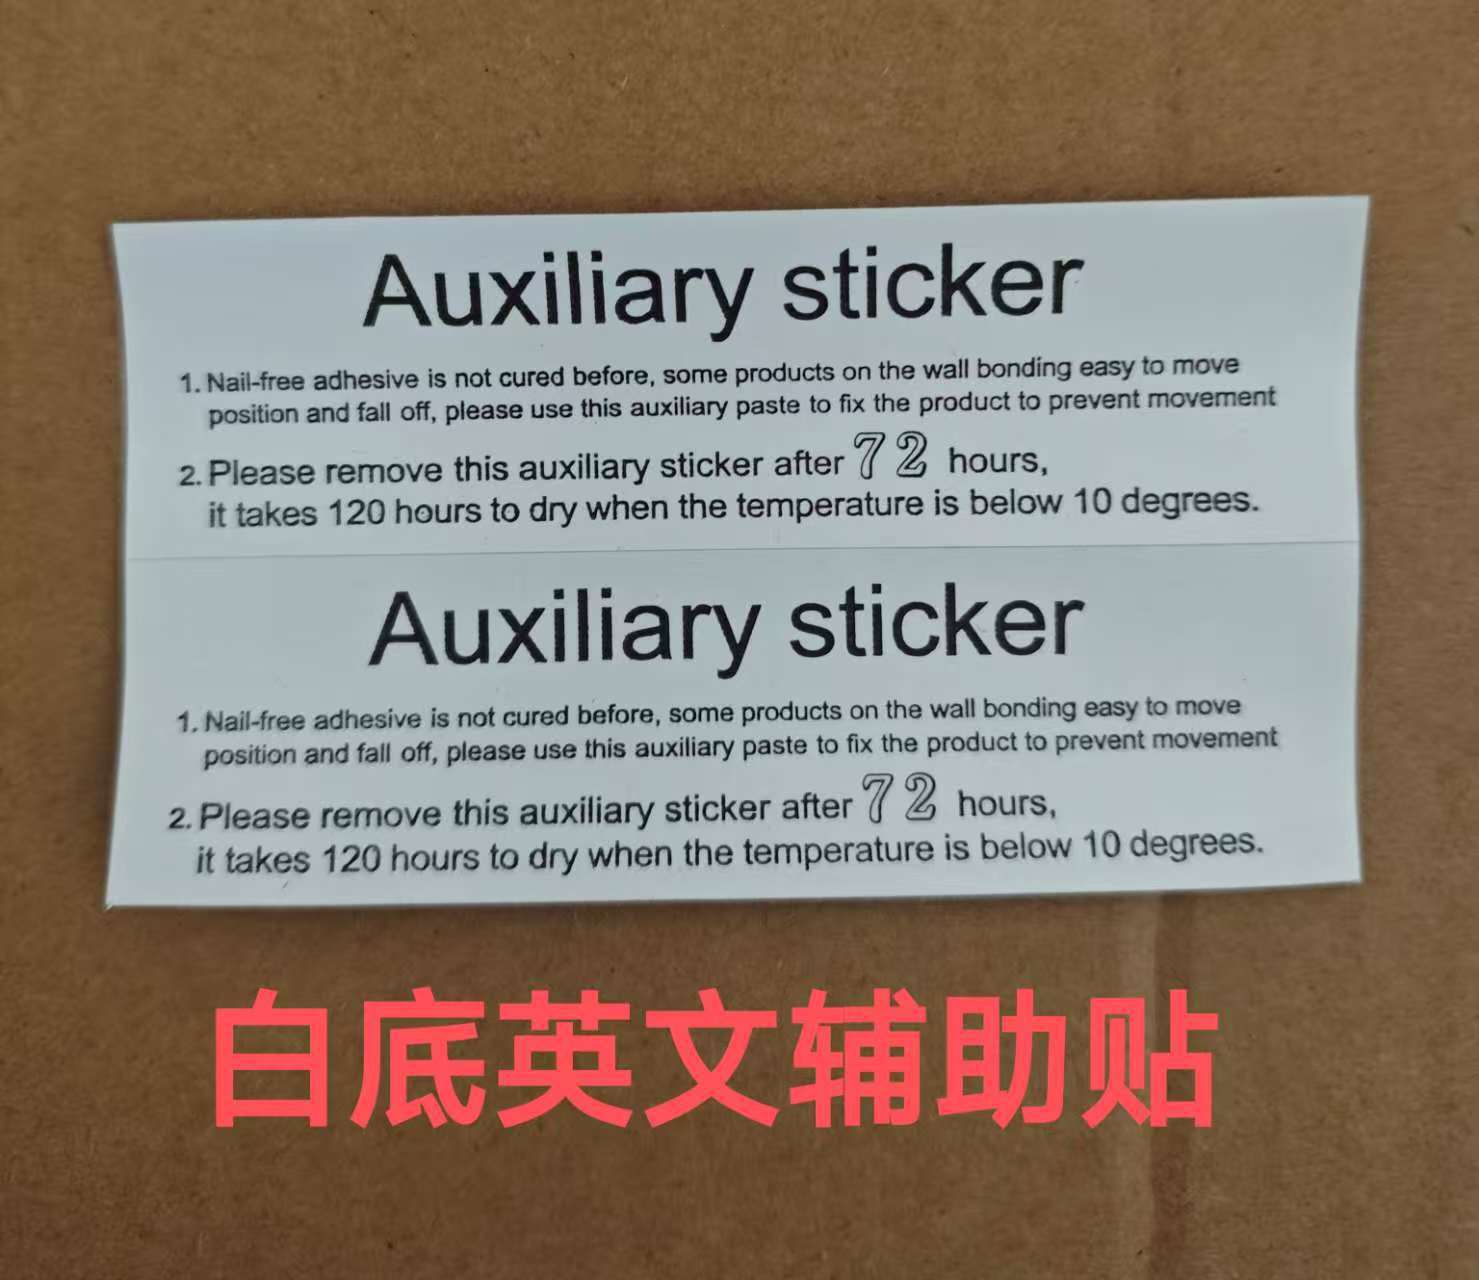 Auxiliary sticker
1. Nail-free adhesive is not cured before, some products on the wall bonding easy to move
position and fall off, please use this auxiliary paste to fix the product to prevent movement
2. Please remove this auxiliary sticker after 72 hours,
it takes 120 hours to dry when the temperature is below 10 degrees.
Auxiliary sticker
1. Nail-free adhesive is not cured before, some products on the wall bonding easy to move
position and fall off, please use this auxiliary paste to fix the product to prevent movement
2. Please remove this auxiliary sticker after 72 hours,
it takes 120 hours to dry when the temperature is below 10 degrees.
白底英文辅助贴